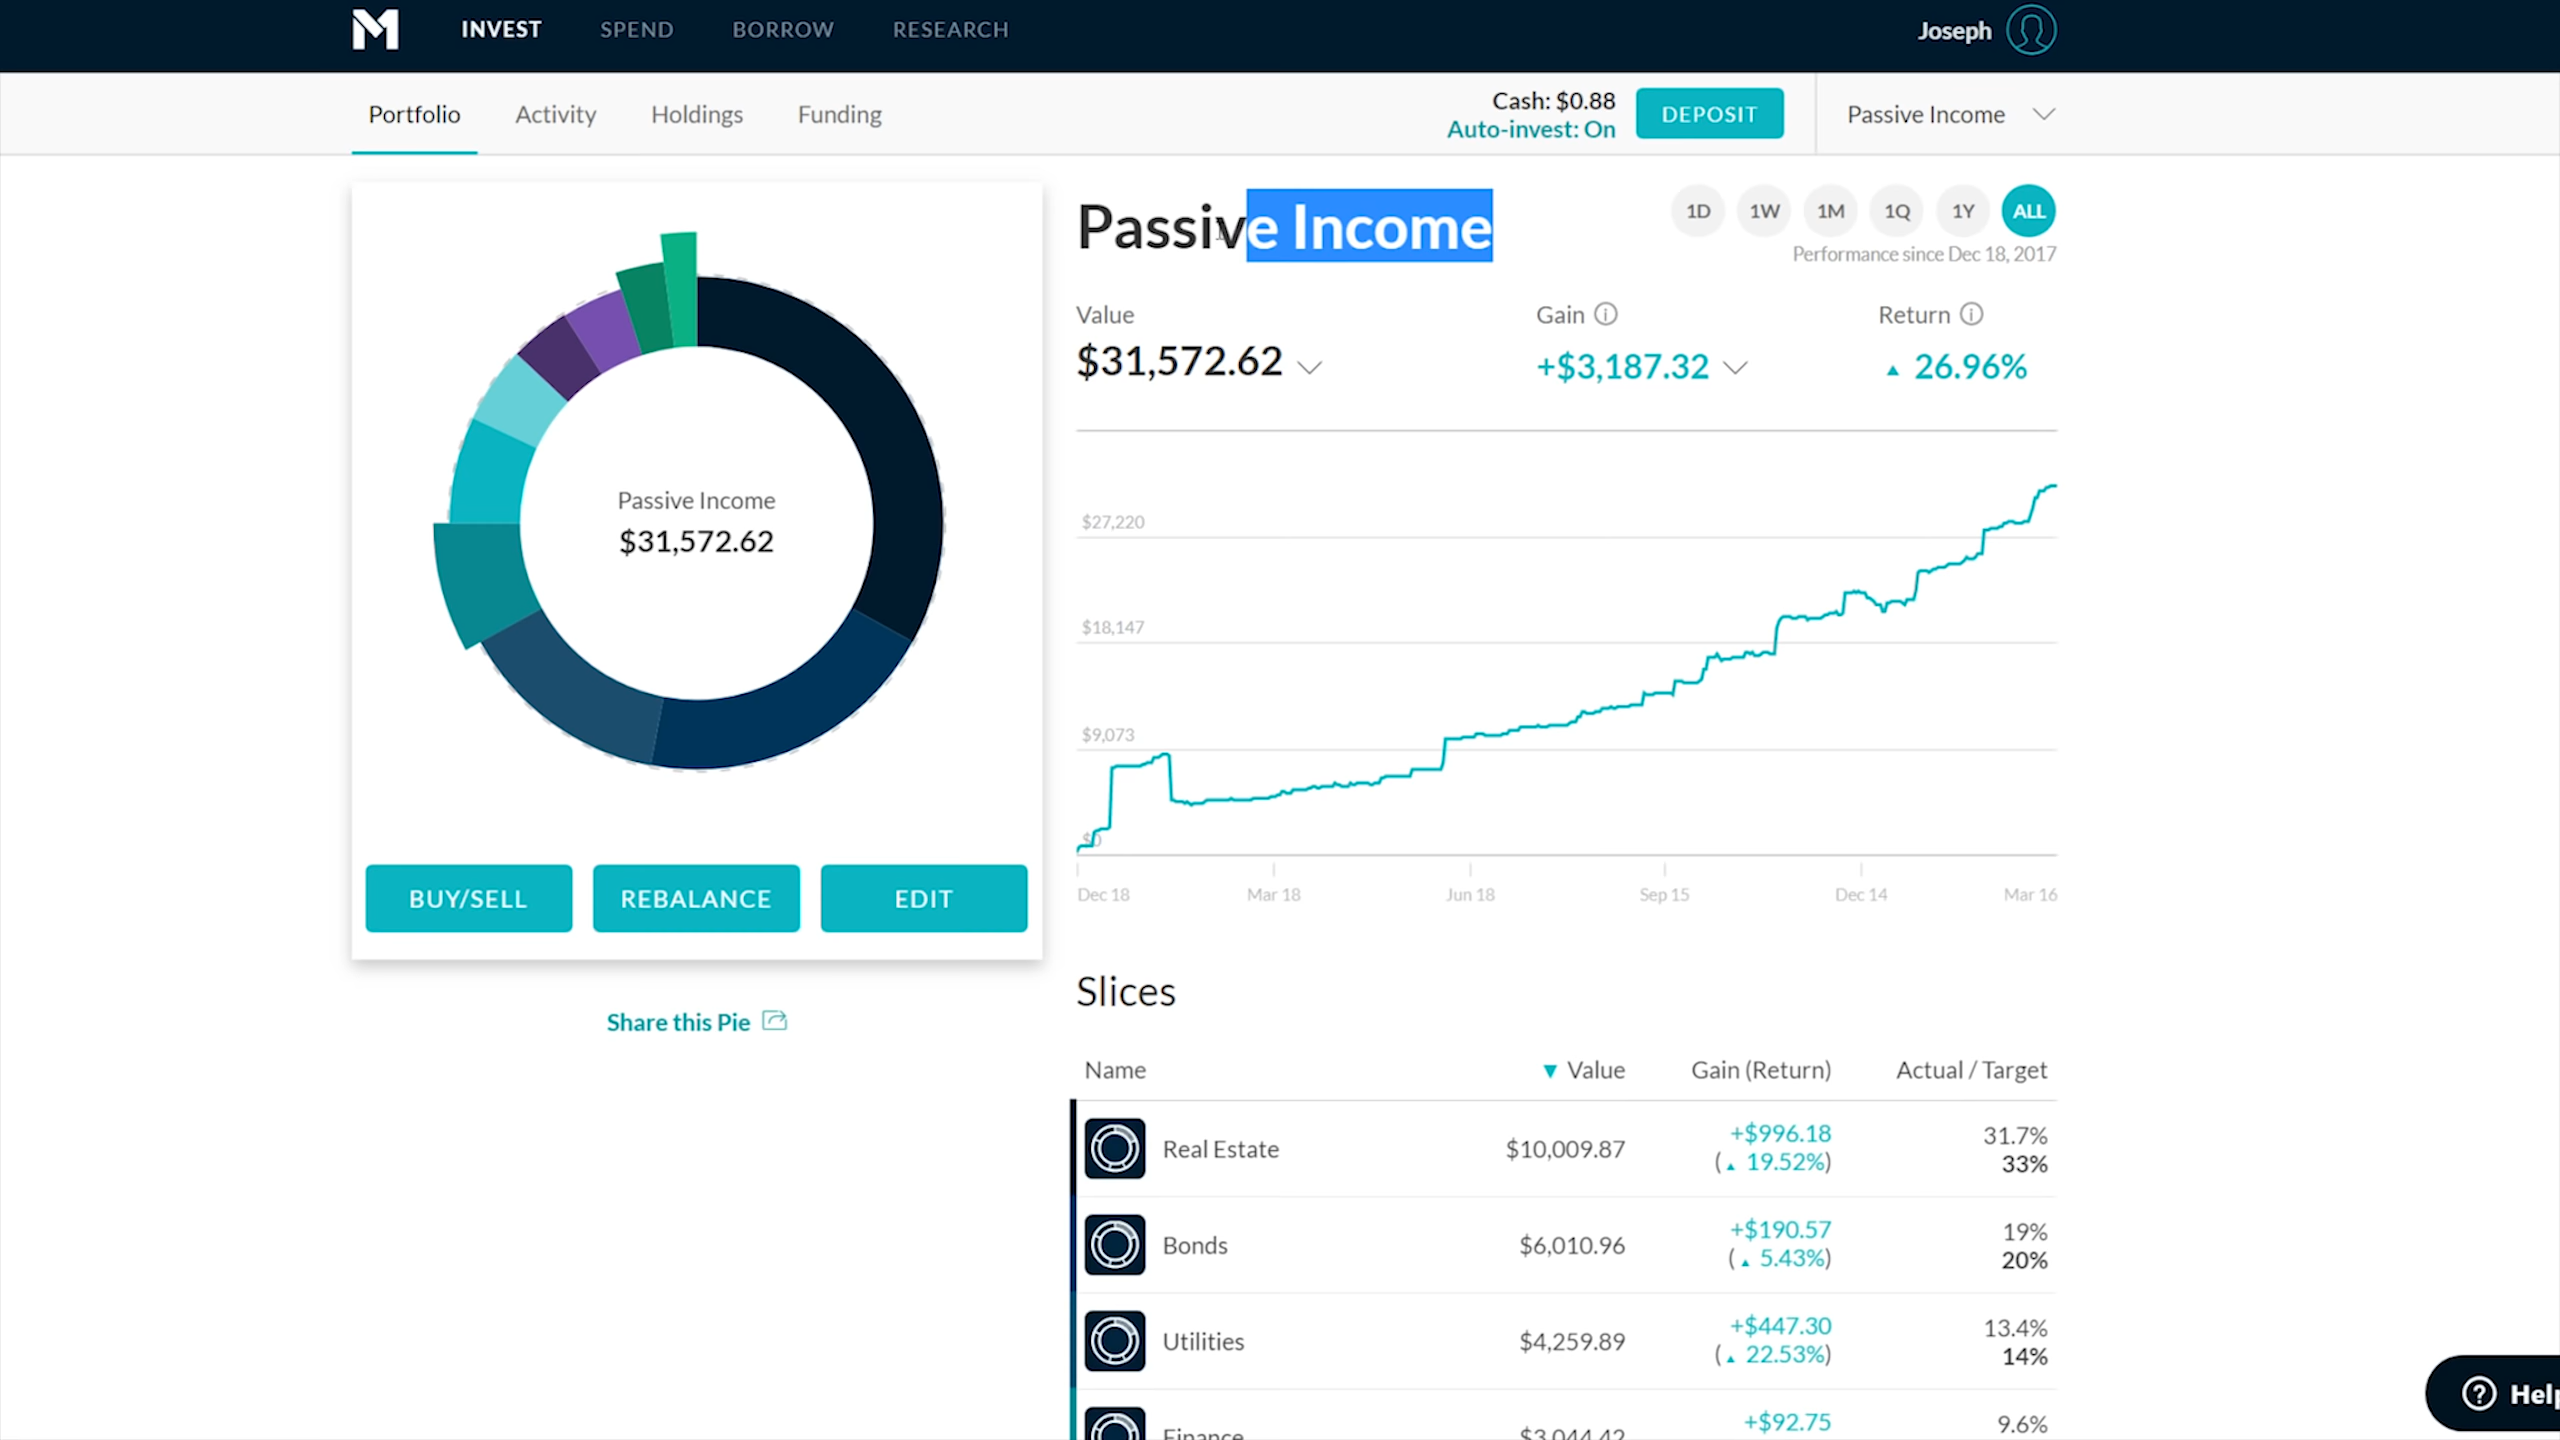 INVEST SPEND BORROW RESEARCH
Joseph
Portfolio Activity Holdings Funding
Cash: $0.88
Auto-invest: On
DEPOSIT
Passive Income
Passive Income
1D 1W 1M 1Q 1Y ALL
Performance since Dec 18, 2017
Value
$31,572.62
Gain
+$3,187.32
Return
▲ 26.96%
Passive Income
$31,572.62
$27,220
$18,147
$9,073
$0
Dec 18 Mar 18 Jun 18 Sep 15 Dec 14 Mar 16
BUY/SELL REBALANCE EDIT
Share this Pie
Slices
Name ▼ Value Gain (Return) Actual / Target
Real Estate $10,009.87 +$996.18 31.7%
(▲ 19.52%) 33%
Bonds $6,010.96 +$190.57 19%
(▲ 5.43%) 20%
Utilities $4,259.89 +$447.30 13.4%
(▲ 22.53%) 14%
Finance $3,044.42 +$92.75 9.6%
Help